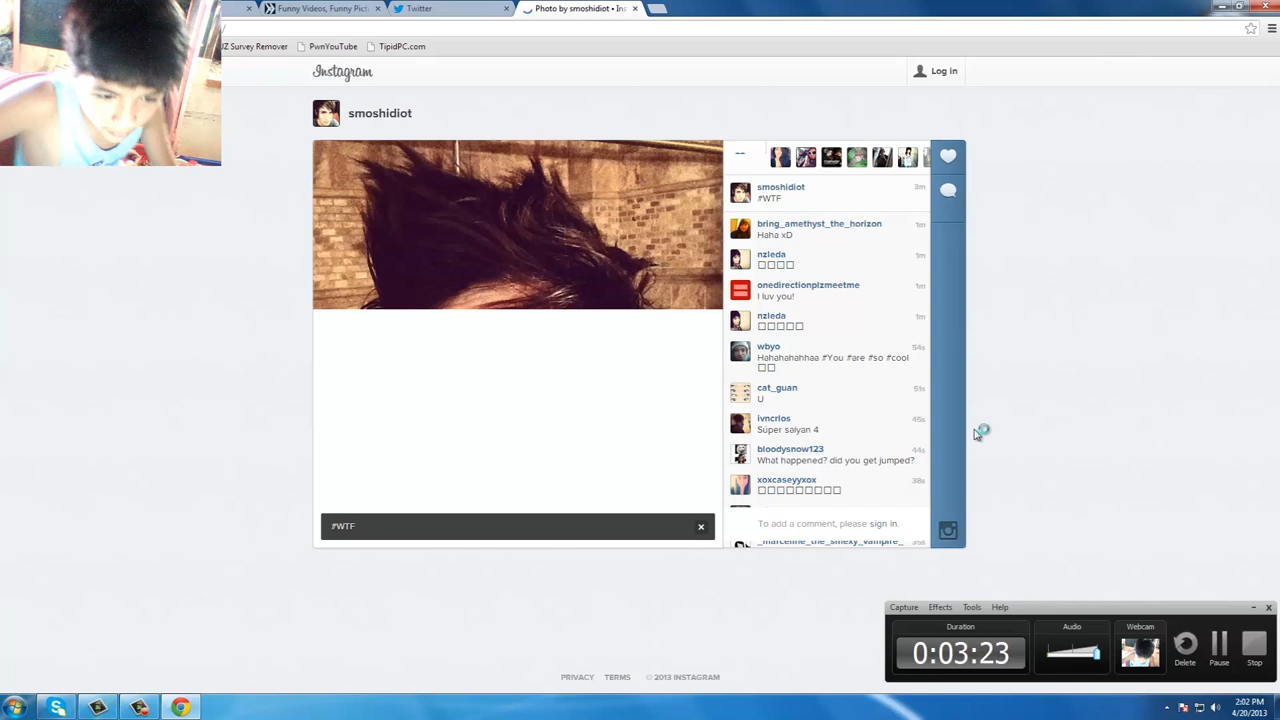 Funny Videos, Funny Pict
Twitter
Photo by smoshidiot • Ins
UZ Survey Remover
PwnYouTube
TipidPC.com
Instagram
Log in
smoshidiot
smoshidiot
3m
#WTF
bring_amethyst_the_horizon
1m
Haha xD
nzleda
1m
onedirectionplzmeetme
1m
I luv you!
nzleda
1m
wbyo
54s
Hahahahahhaa #You #are #so #cool
cat_guan
51s
U
ivncrlos
45s
Super saiyan 4
bloodysnow123
44s
What happened? did you get jumped?
xoxcaseyyxox
38s
#WTF
To add a comment, please sign in.
_marceline_the_smexy_vampire_
Capture Effects Tools Help
Duration
Audio
Webcam
0:03:23
Delete
Pause
Stop
PRIVACY TERMS © 2013 INSTAGRAM
2:02 PM
4/20/2013